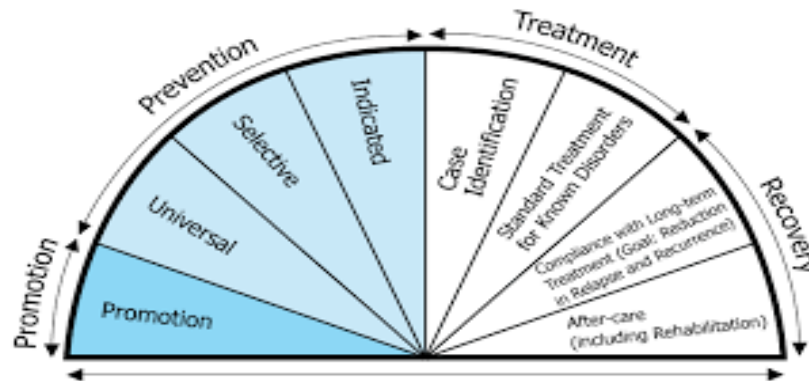 Promotion
Prevention
Treatment
Recovery
Promotion
Universal
Selective
Indicated
Case
Identification
Standard Treatment
for Known Disorders
Compliance with Long-term
Treatment (Goal: Reduction
in Relapse and Recurrence)
After-care
(including Rehabilitation)